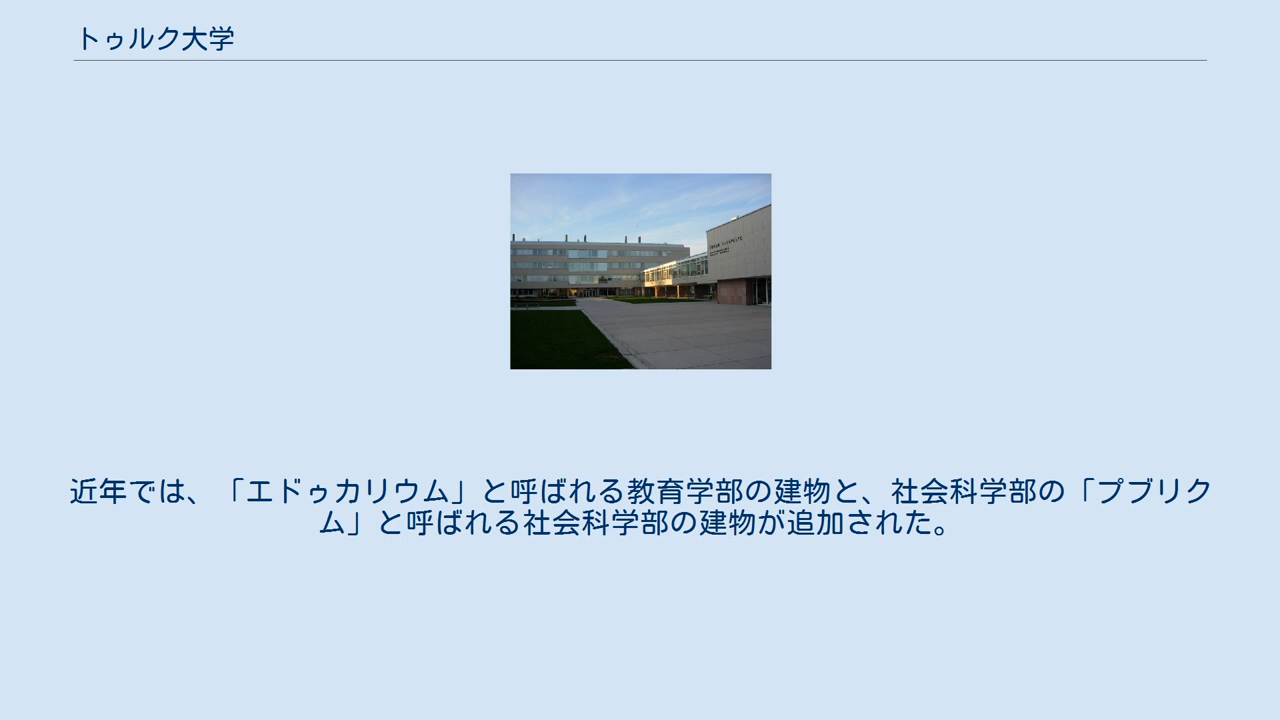 トゥルク大学
近年では、「エドゥカリウム」と呼ばれる教育学部の建物と、社会科学部の「プブリク
ム」と呼ばれる社会科学部の建物が追加された。